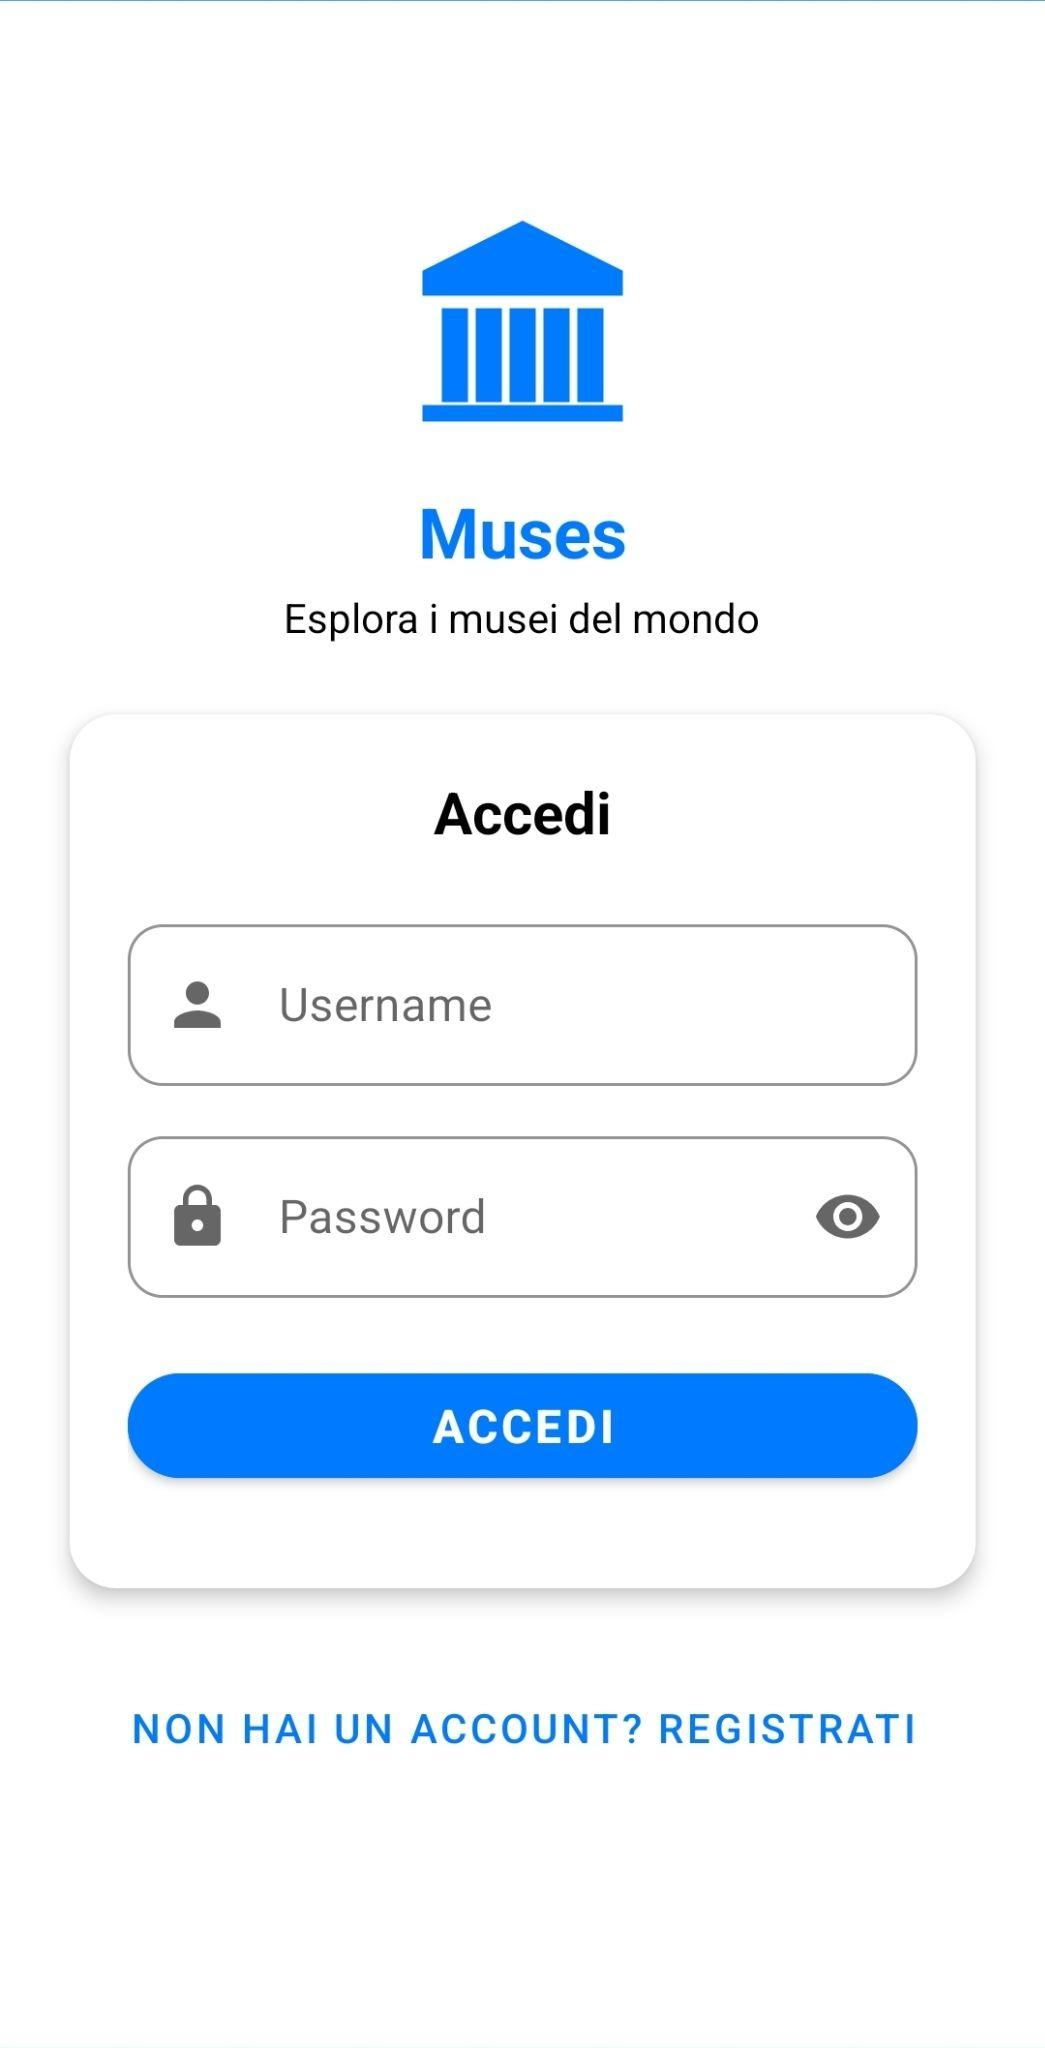 Muses
Esplora i musei del mondo
Accedi
Username
Password
ACCEDI
NON HAI UN ACCOUNT? REGISTRATI